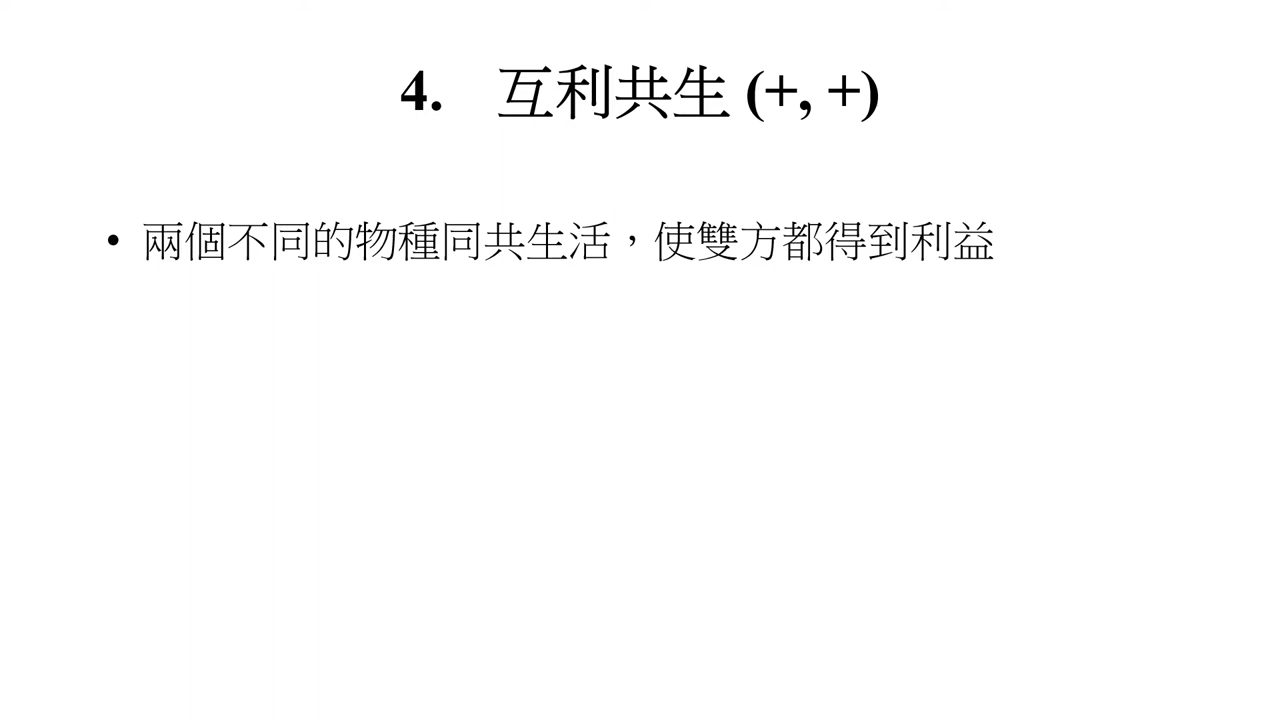 4. 互利共生 (+, +)
• 兩個不同的物種同共生活，使雙方都得到利益